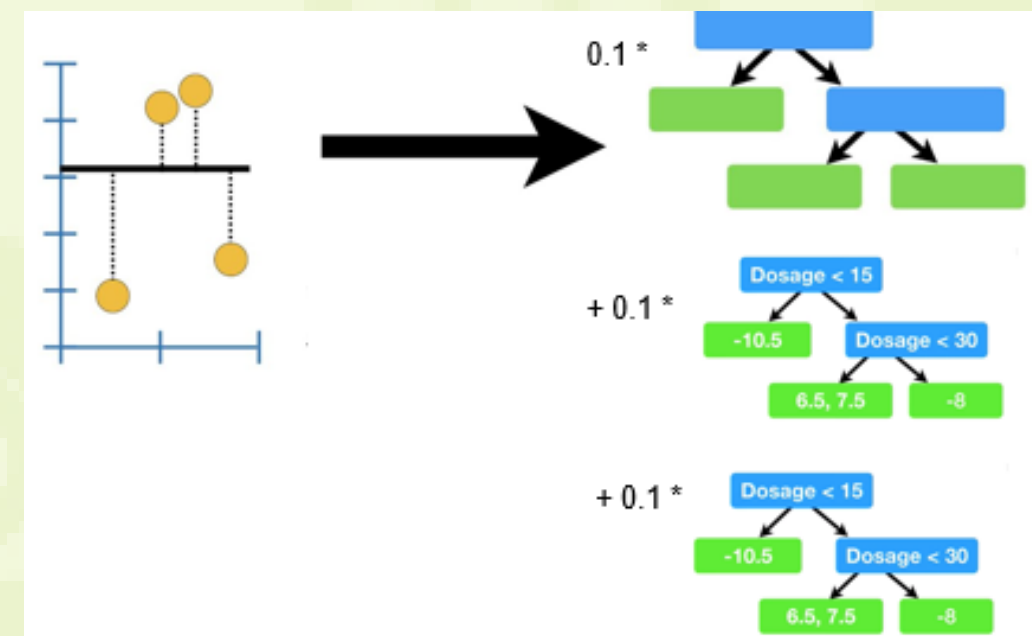 0.1 *
+ 0.1 *
Dosage < 15
-10.5
Dosage < 30
6.5, 7.5
-8
+ 0.1 *
Dosage < 15
-10.5
Dosage < 30
6.5, 7.5
-8